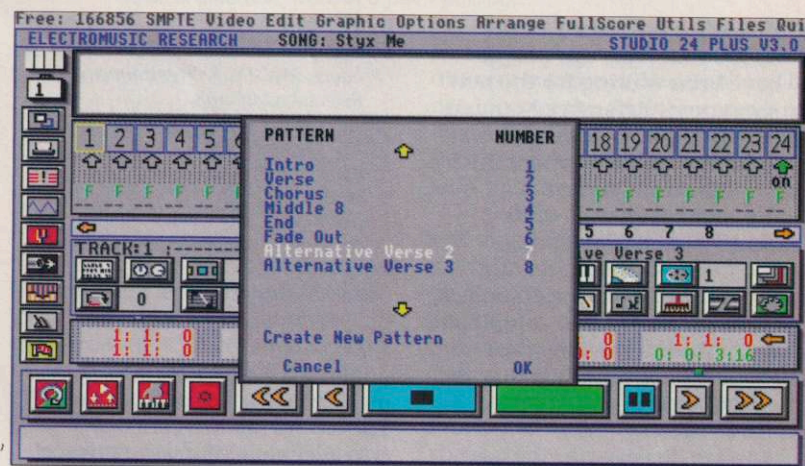 Free: 166856 SMPTE Video Edit Graphic Options Arrange FullScore Utils Files Qui
ELECTROMUSIC RESEARCH SONG: Styx Me STUDIO 24 PLUS V3.0
1
1 2 3 4 5 18 19 20 21 22 23 24
on
F F F F F F F F F F F
-- -- -- -- -- -- -- -- -- -- --
PATTERN NUMBER
Intro 1
Verse 2
Chorus 3
Middle 8 4
End 5
Fade Out 6
Alternative Verse 2 7
Alternative Verse 3 8
Create New Pattern
Cancel OK
5 6 7 8
TRACK:1 :------ ve Verse 3
1
0
1: 1: 0 0 1: 1: 0
1: 1: 0 0: 0 0: 0: 3:16